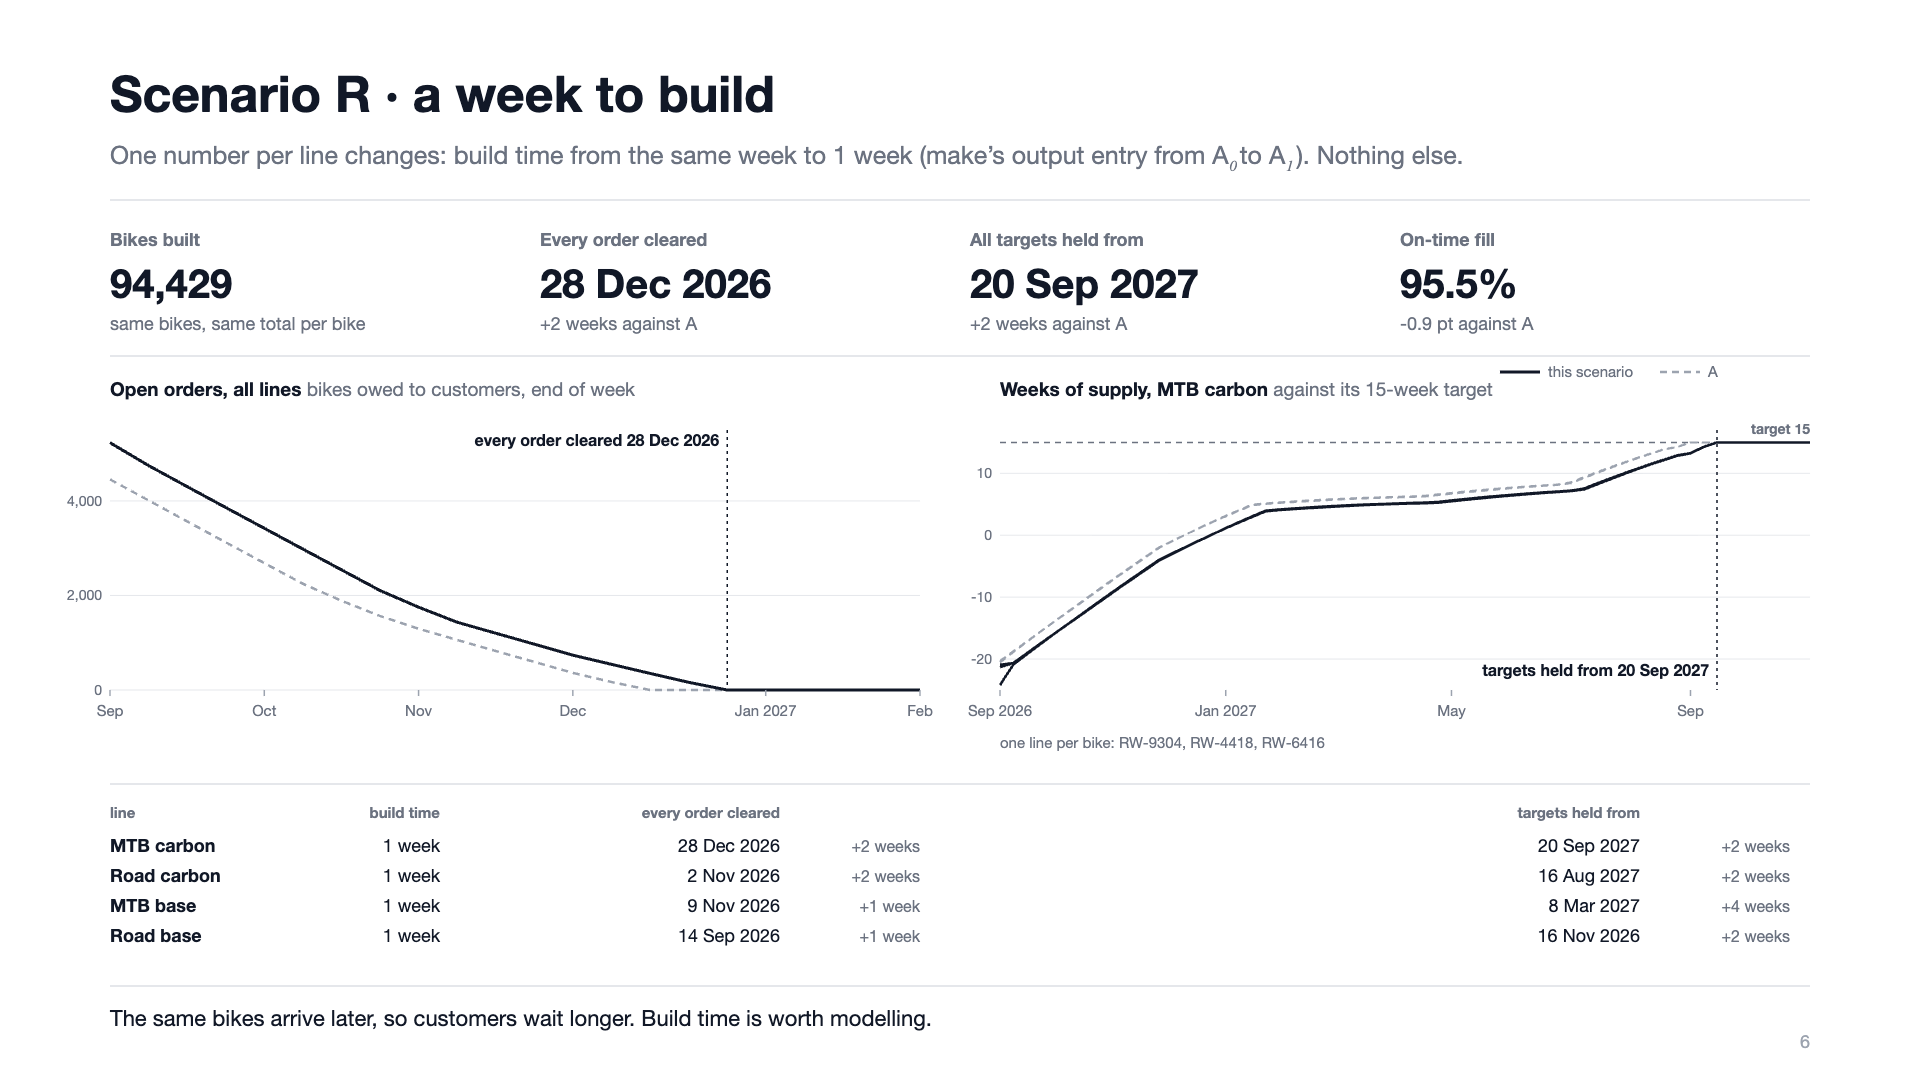 Scenario R · a week to build
One number per line changes: build time from the same week to 1 week (make’s output entry from A₀ to A₁). Nothing else.
Bikes built
94,429
same bikes, same total per bike
Every order cleared
28 Dec 2026
+2 weeks against A
All targets held from
20 Sep 2027
+2 weeks against A
On-time fill
95.5%
-0.9 pt against A
Open orders, all lines bikes owed to customers, end of week
every order cleared 28 Dec 2026
4,000
2,000
0
Sep Oct Nov Dec Jan 2027 Feb
this scenario A
Weeks of supply, MTB carbon against its 15-week target
target 15
10
0
-10
-20
targets held from 20 Sep 2027
Sep 2026 Jan 2027 May Sep
one line per bike: RW-9304, RW-4418, RW-6416
line build time every order cleared targets held from
MTB carbon 1 week 28 Dec 2026 +2 weeks 20 Sep 2027 +2 weeks
Road carbon 1 week 2 Nov 2026 +2 weeks 16 Aug 2027 +2 weeks
MTB base 1 week 9 Nov 2026 +1 week 8 Mar 2027 +4 weeks
Road base 1 week 14 Sep 2026 +1 week 16 Nov 2026 +2 weeks
The same bikes arrive later, so customers wait longer. Build time is worth modelling.
6